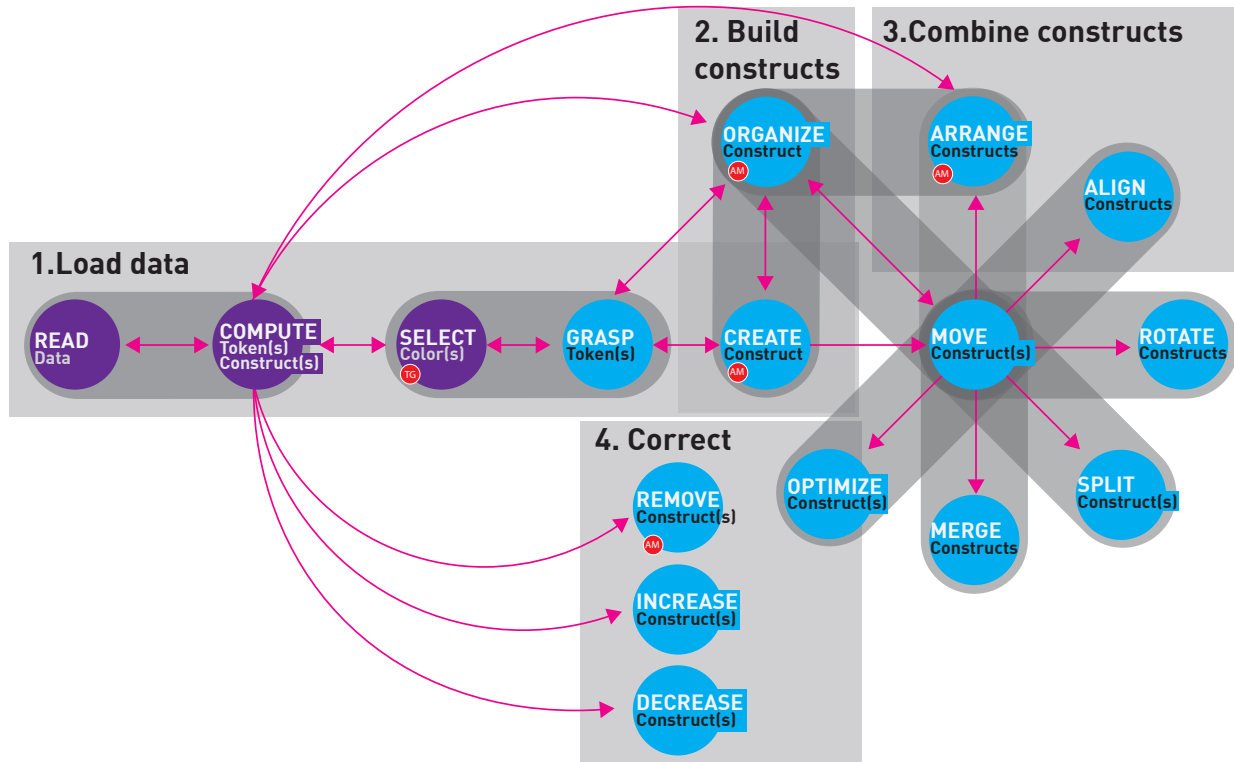 2. Build
constructs
3.Combine constructs
ORGANIZE
Construct
AM
ARRANGE
Constructs
AM
ALIGN
Constructs
1.Load data
READ
Data
COMPUTE
Token(s)
Construct(s)
SELECT
Color(s)
TG
GRASP
Token(s)
CREATE
Construct
AM
MOVE
Construct(s)
ROTATE
Constructs
4. Correct
REMOVE
Construct(s)
AM
OPTIMIZE
Construct(s)
MERGE
Constructs
SPLIT
Construct(s)
INCREASE
Construct(s)
DECREASE
Construct(s)